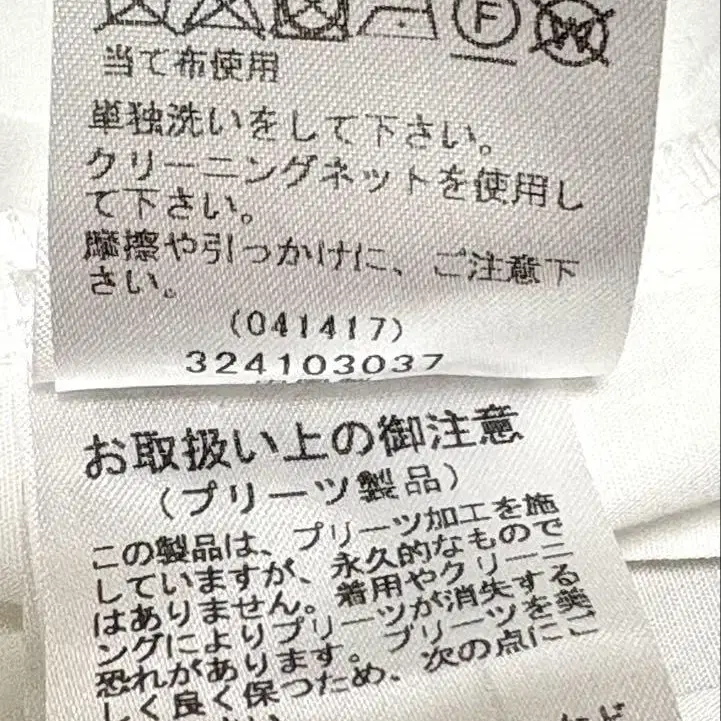 F
W
当て布使用
単独洗いをして下さい。
クリーニングネットを使用し
て下さい。
摩擦や引っかけに、ご注意下
さい。
(041417)
324103037
お取扱い上の御注意
(プリーツ製品)
この製品は、プリーツ加工を施
していますが、永久的なもので
はありません。着用やクリーニ
ングによりプリーツが消失する
恐れがあります。プリーツを美
しく良く保つため、次の点にご